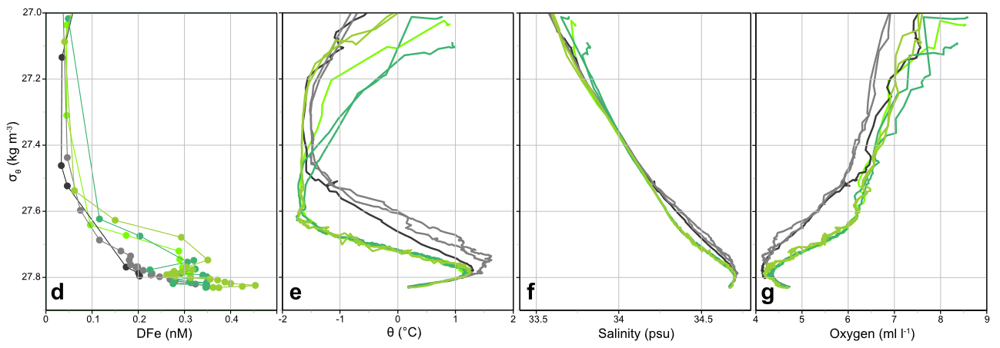 27.0
27.2
27.4
27.6
27.8
σθ (kg m-3)
d
e
f
g
0
0.1
0.2
0.3
0.4
-2
-1
0
1
2
33.5
34
34.5
4
5
6
7
8
9
DFe (nM)
θ (°C)
Salinity (psu)
Oxygen (ml l-1)